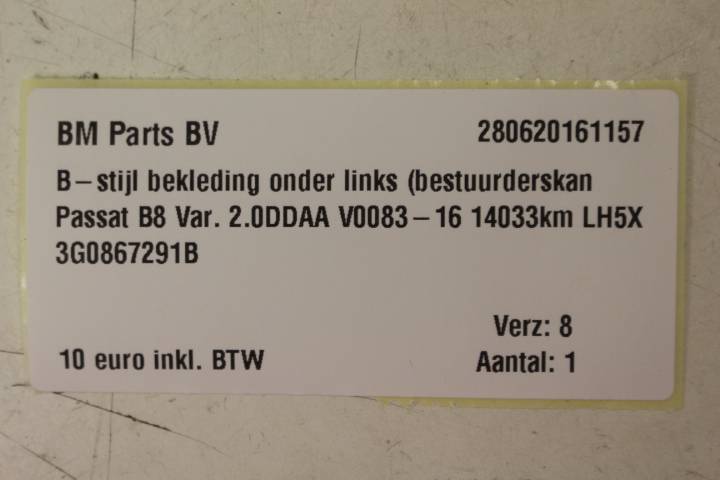 BM Parts BV 280620161157
B-stijl bekleding onder links (bestuurderskan
Passat B8 Var. 2.0DDAA V0083-16 14033km LH5X
3G0867291B
Verz: 8
10 euro inkl. BTW Aantal: 1